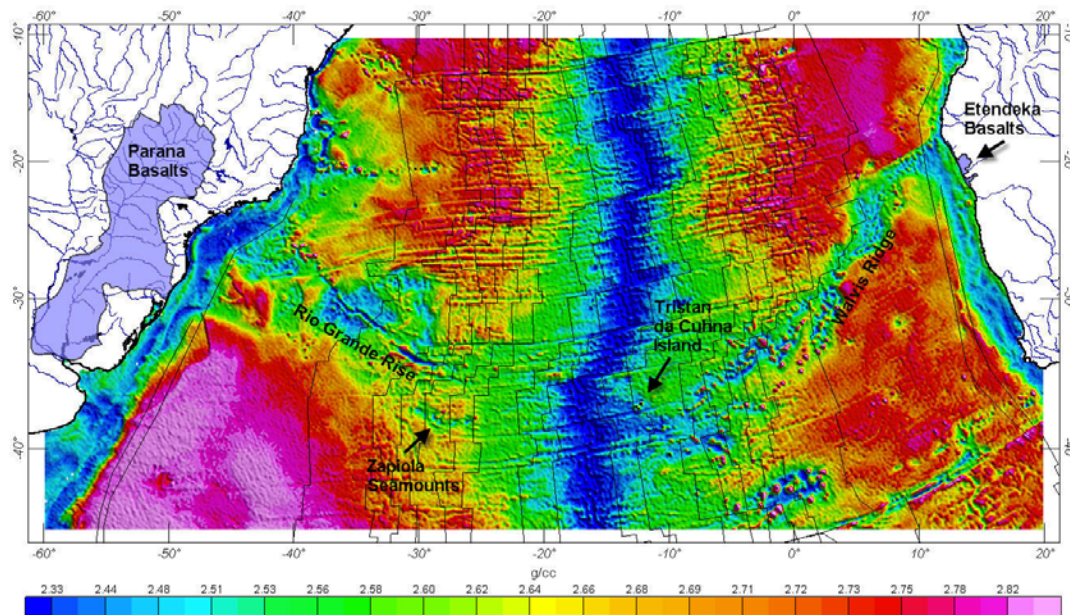 -60° -50° -40° -30° -20° -10° 0° 10° 20°
-10° -10°
Etendeka
Basalts
Parana
Basalts
-20° -20°
-30° -30°
Walvis Ridge
Tristan
da Cunha
Island
Rio Grande Rise
-40° -40°
Zapiola
Seamounts
-60° -50° -40° -30° -20° -10° 0° 10° 20°
g/cc
2.33 2.44 2.48 2.51 2.53 2.56 2.58 2.60 2.62 2.64 2.66 2.68 2.69 2.71 2.72 2.73 2.75 2.78 2.82